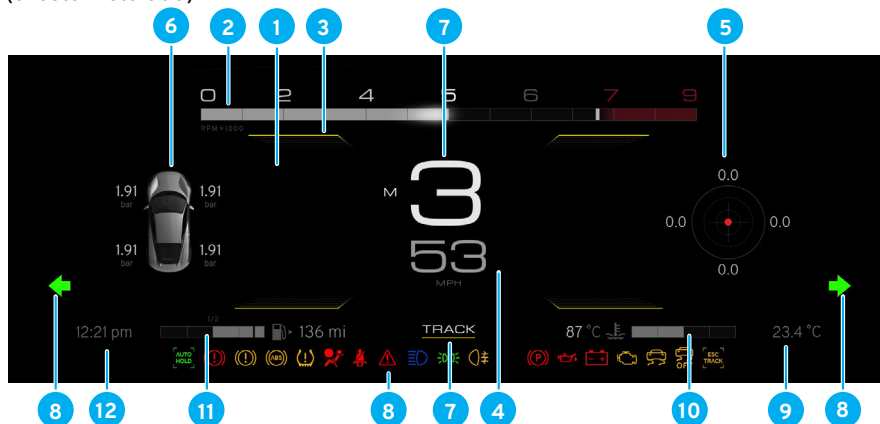 6 2 1 3 7 5
0 2 4 5 6 7 9
RPM×1000
0.0
1.91 bar 1.91 bar
M 3
0.0 0.0
53
MPH
1.91 bar 1.91 bar
0.0
12:21 pm 1/2 136 mi TRACK 87 °C 23.4 °C
AUTO HOLD (ABS) P OFF ESC TRACK
8 12 11 8 7 4 10 9 8